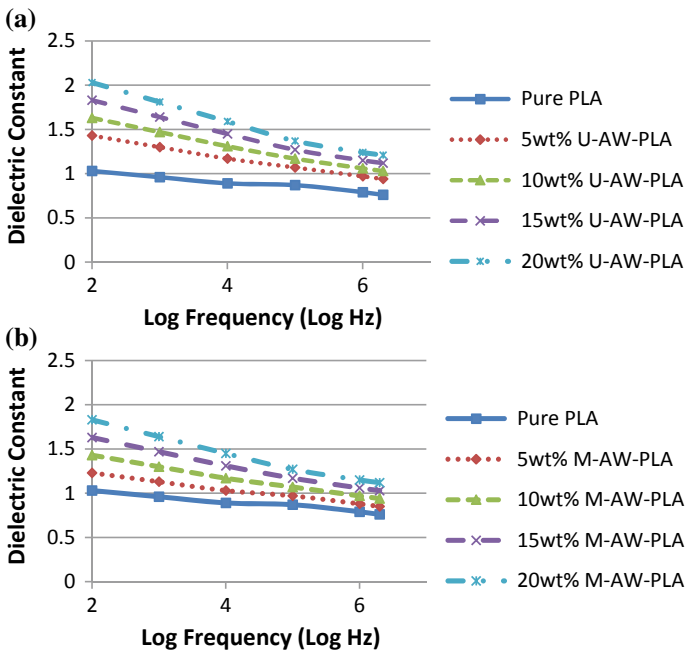 (a)
2.5
2
1.5
1
0.5
0
2 4 6
Dielectric Constant
Log Frequency (Log Hz)
Pure PLA
5wt% U-AW-PLA
10wt% U-AW-PLA
15wt% U-AW-PLA
20wt% U-AW-PLA
(b)
2.5
2
1.5
1
0.5
0
2 4 6
Dielectric Constant
Log Frequency (Log Hz)
Pure PLA
5wt% M-AW-PLA
10wt% M-AW-PLA
15wt% M-AW-PLA
20wt% M-AW-PLA